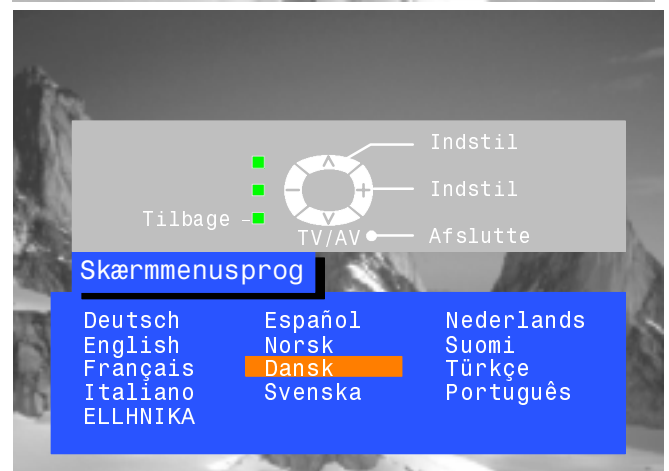 Indstil
Indstil
Tilbage
TV/AV
Afslutte
Skærmmenusprog
Deutsch Español Nederlands
English Norsk Suomi
Français Dansk Türkçe
Italiano Svenska Português
ELLHNIKA